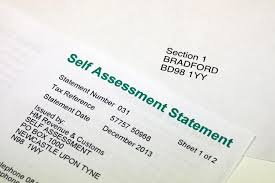 Section 1
BRADFORD
BD98 1YY
Self Assessment Statement
Statement Number 031
Tax Reference 57757 50988
Statement Date December 2013
Sheet 1 of 2
Issued by
HM Revenue & Customs
SELF ASSESSMENT
PO BOX 1000
NEWCASTLE UPON TYNE